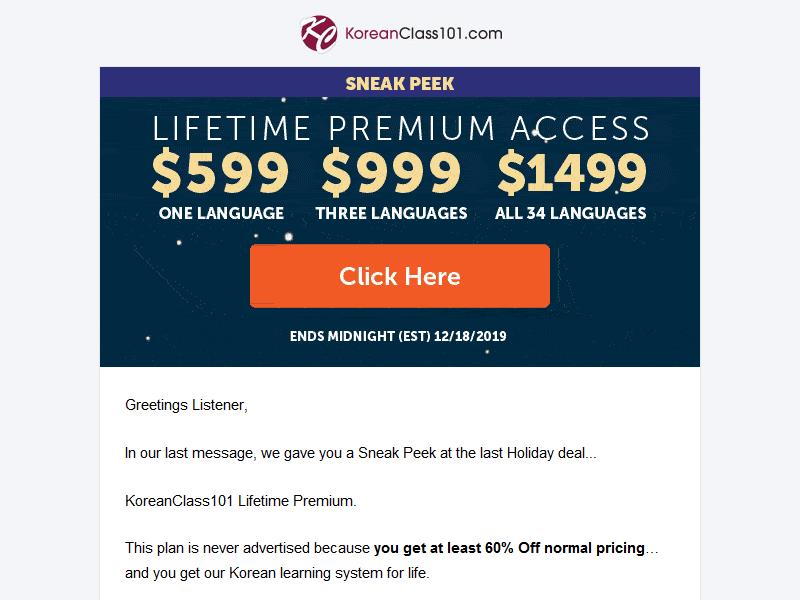 KoreanClass101.com
SNEAK PEEK
LIFETIME PREMIUM ACCESS
$599 $999 $1499
ONE LANGUAGE THREE LANGUAGES ALL 34 LANGUAGES
Click Here
ENDS MIDNIGHT (EST) 12/18/2019
Greetings Listener,
In our last message, we gave you a Sneak Peek at the last Holiday deal...
KoreanClass101 Lifetime Premium.
This plan is never advertised because you get at least 60% Off normal pricing…
and you get our Korean learning system for life.